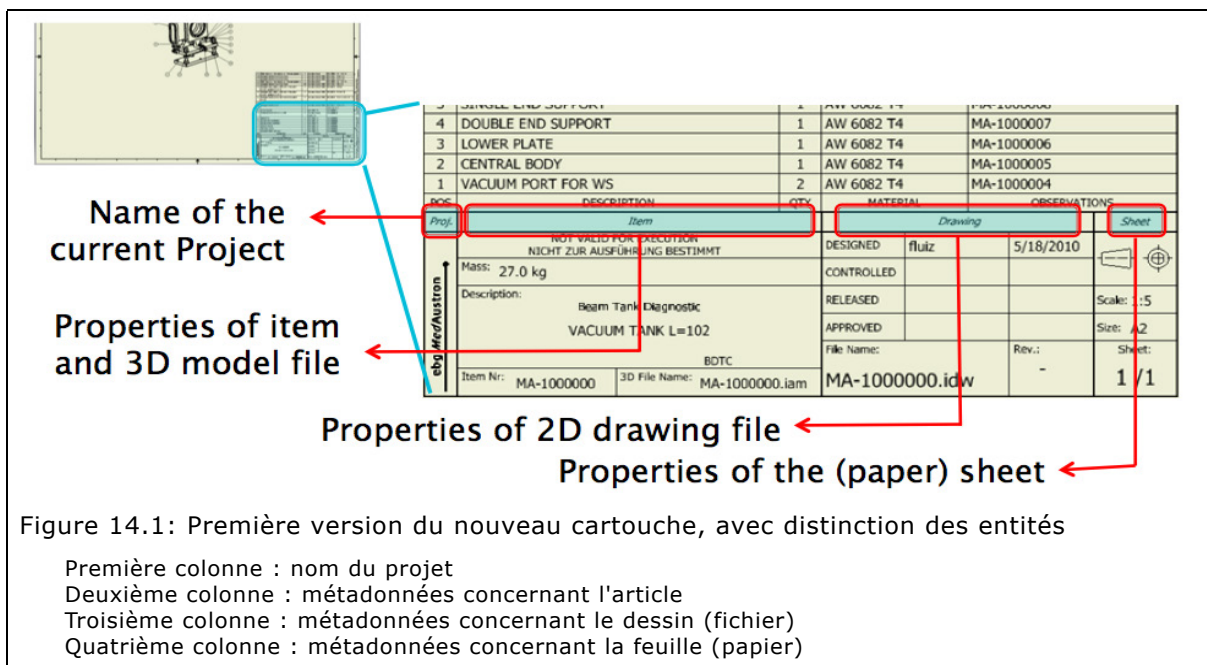 4 DOUBLE END SUPPORT 1 AW 6082 T4 MA-1000007
3 LOWER PLATE 1 AW 6082 T4 MA-1000006
2 CENTRAL BODY 1 AW 6082 T4 MA-1000005
1 VACUUM PORT FOR WS 2 AW 6082 T4 MA-1000004
POS DESCRIPTION QTY MATERIAL OBSERVATIONS
Proj. Item Drawing Sheet
NOT VALID FOR EXECUTION
NICHT ZUR AUSFÜHRUNG BESTIMMT
DESIGNED fluiz 5/18/2010
Mass: 27.0 kg
CONTROLLED
Description:
Beam Tank Diagnostic
RELEASED
Scale: 1:5
VACUUM TANK L=102
APPROVED
Size: A2
BDTC
File Name:
Rev.:
Sheet:
ebg MedAustron
Item Nr: MA-1000000 3D File Name: MA-1000000.iam
MA-1000000.idw
-
1 /1
Name of the
current Project
Properties of item
and 3D model file
Properties of 2D drawing file
Properties of the (paper) sheet
Figure 14.1: Première version du nouveau cartouche, avec distinction des entités
Première colonne : nom du projet
Deuxième colonne : métadonnées concernant l'article
Troisième colonne : métadonnées concernant le dessin (fichier)
Quatrième colonne : métadonnées concernant la feuille (papier)